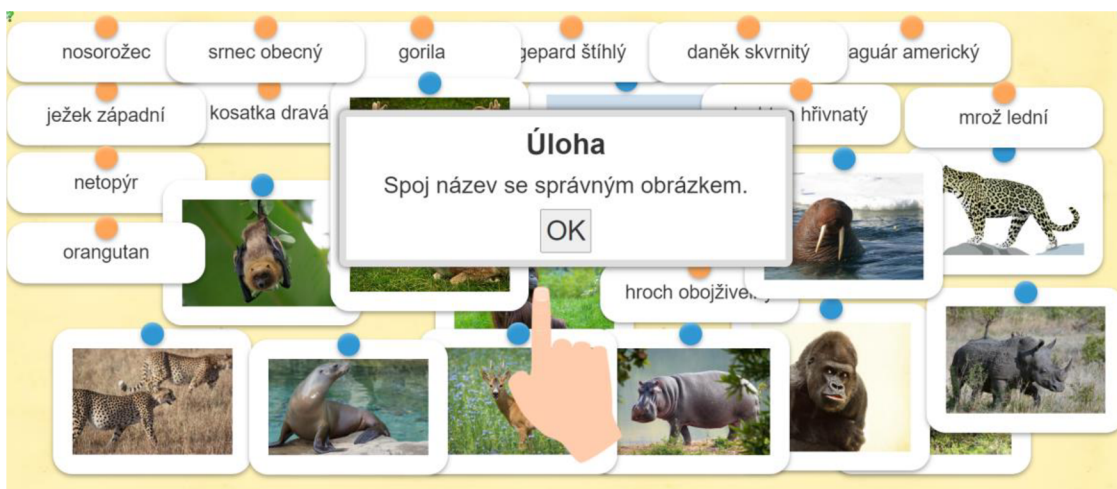 ?
nosorožec
srnec obecný
gorila
gepard štíhlý
daněk skvrnitý
aguár americký
ježek západní
kosatka dravá
hřivnatý
mrož lední
Úloha
Spoj název se správným obrázkem.
OK
netopýr
orangutan
hroch